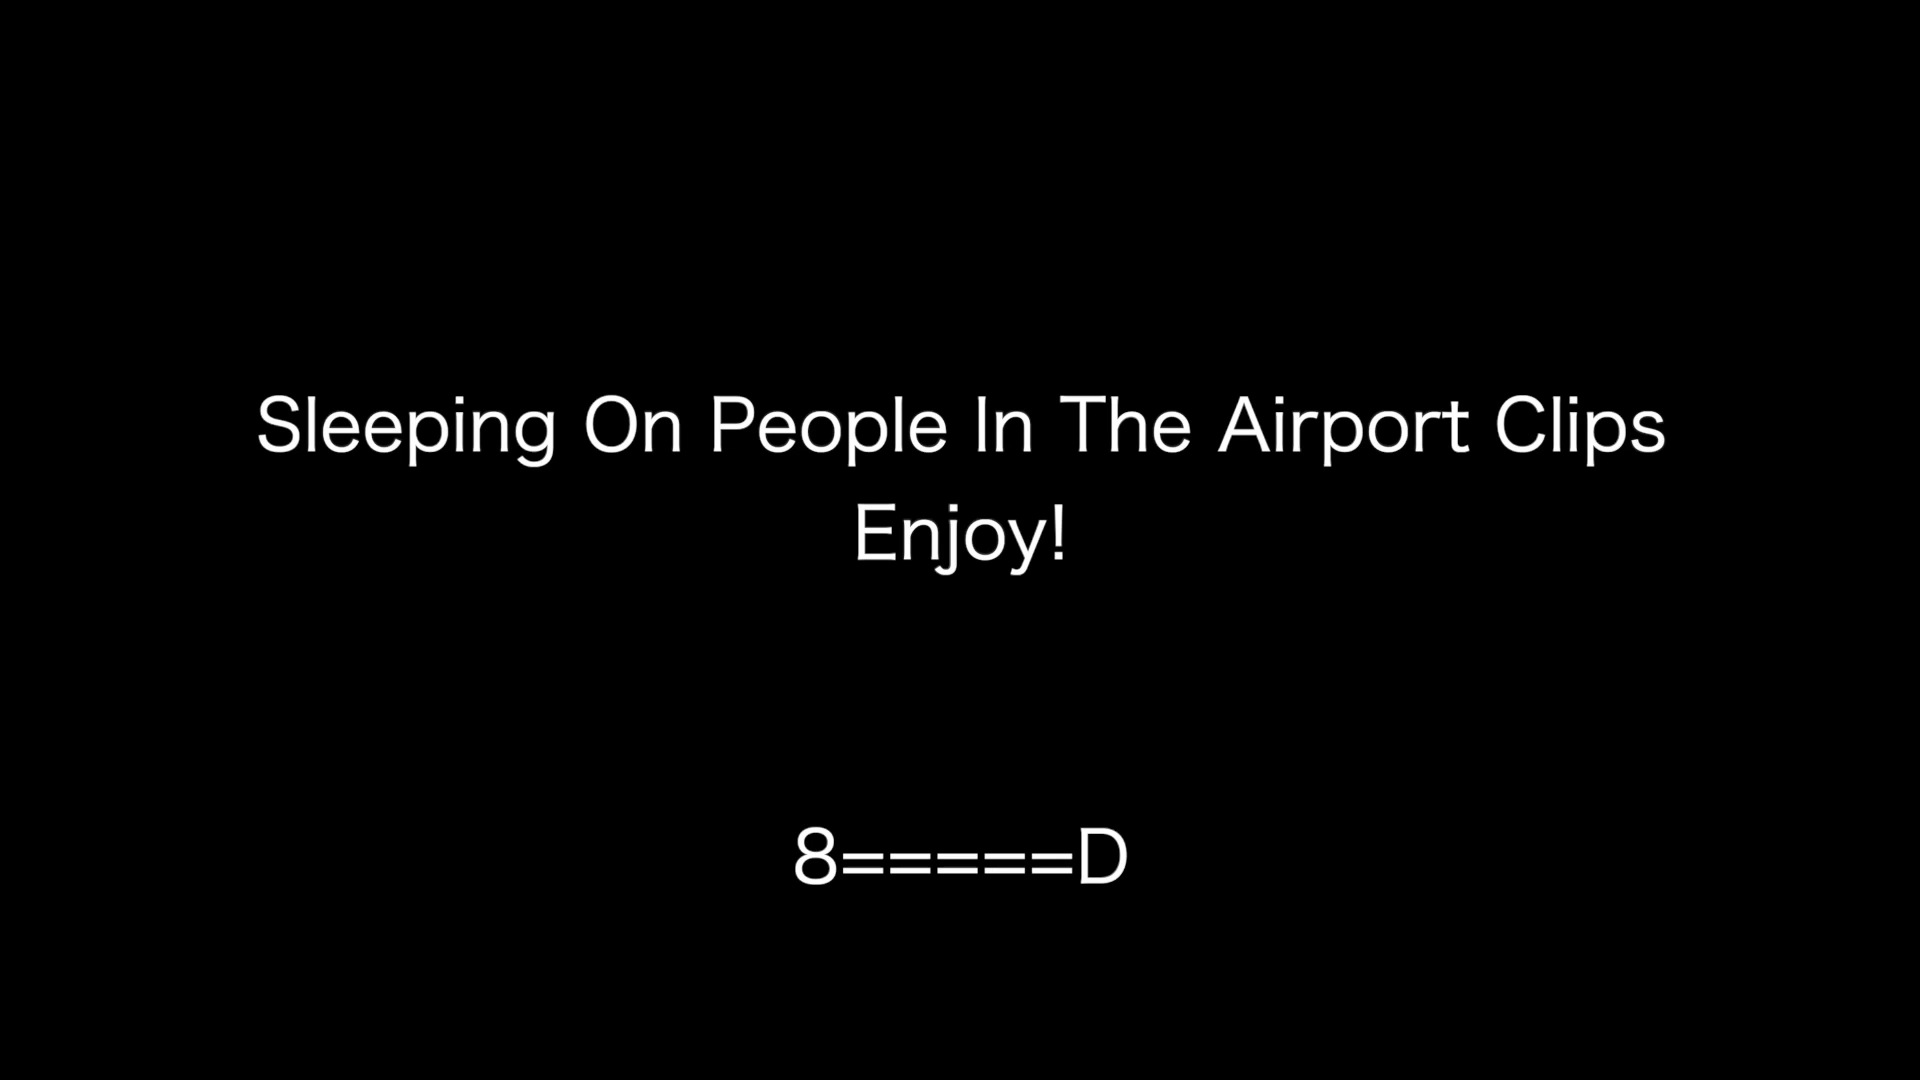 Sleeping On People In The Airport Clips
Enjoy!
8=====D